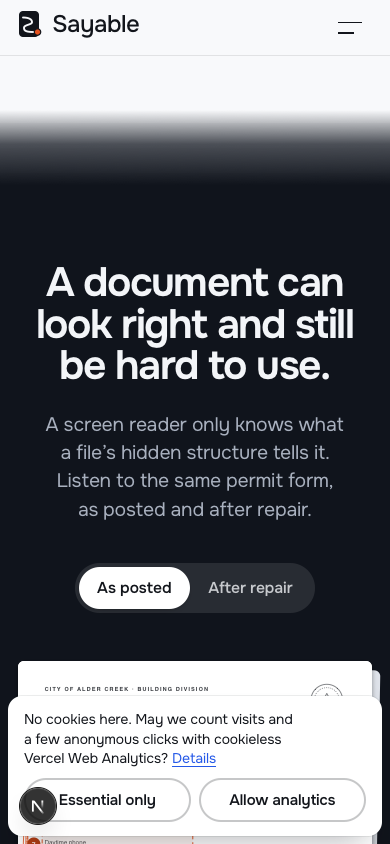 Sayable
A document can
look right and still
be hard to use.
A screen reader only knows what
a file’s hidden structure tells it.
Listen to the same permit form,
as posted and after repair.
As posted
After repair
CITY OF ALDER CREEK · BUILDING DIVISION
No cookies here. May we count visits and
a few anonymous clicks with cookieless
Vercel Web Analytics? Details
Essential only
Allow analytics
N
Daytime phone